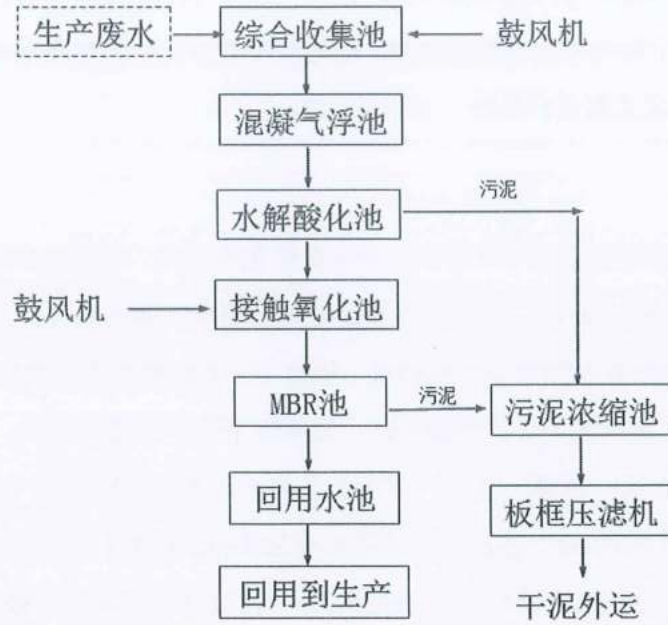 生产废水
综合收集池
鼓风机
混凝气浮池
水解酸化池
污泥
鼓风机
接触氧化池
MBR池
污泥
污泥浓缩池
回用水池
板框压滤机
回用到生产
干泥外运